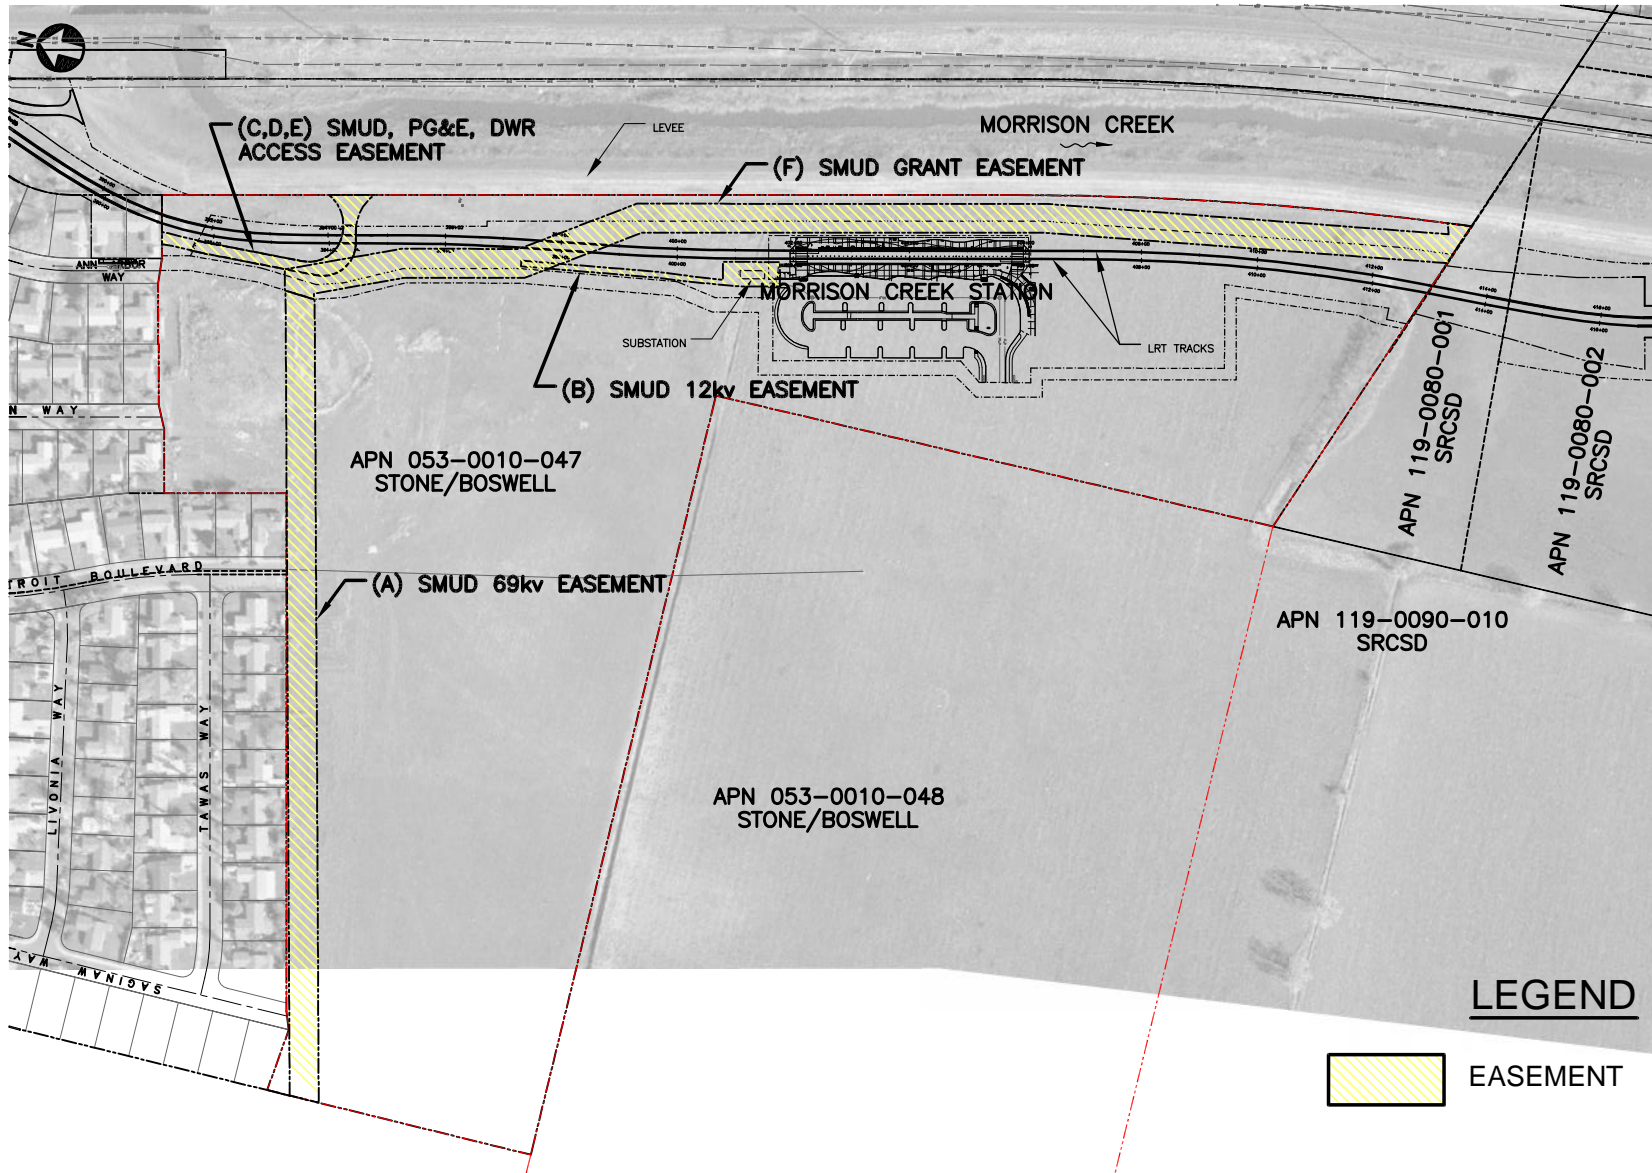 N
(C,D,E) SMUD, PG&E, DWR
ACCESS EASEMENT
LEVEE
MORRISON CREEK
(F) SMUD GRANT EASEMENT
WAY
MORRISON CREEK STATION
SUBSTATION
LRT TRACKS
(B) SMUD 12kv EASEMENT
N WAY
APN 053-0010-047
STONE/BOSWELL
APN 119-0080-001
SRCSD
APN 119-0080-002
SRCSD
TROIT BOULEVARD
(A) SMUD 69kv EASEMENT
APN 119-0090-010
SRCSD
LIVONIA WAY
TAWAS WAY
APN 053-0010-048
STONE/BOSWELL
SAGINAW WAY
LEGEND
EASEMENT